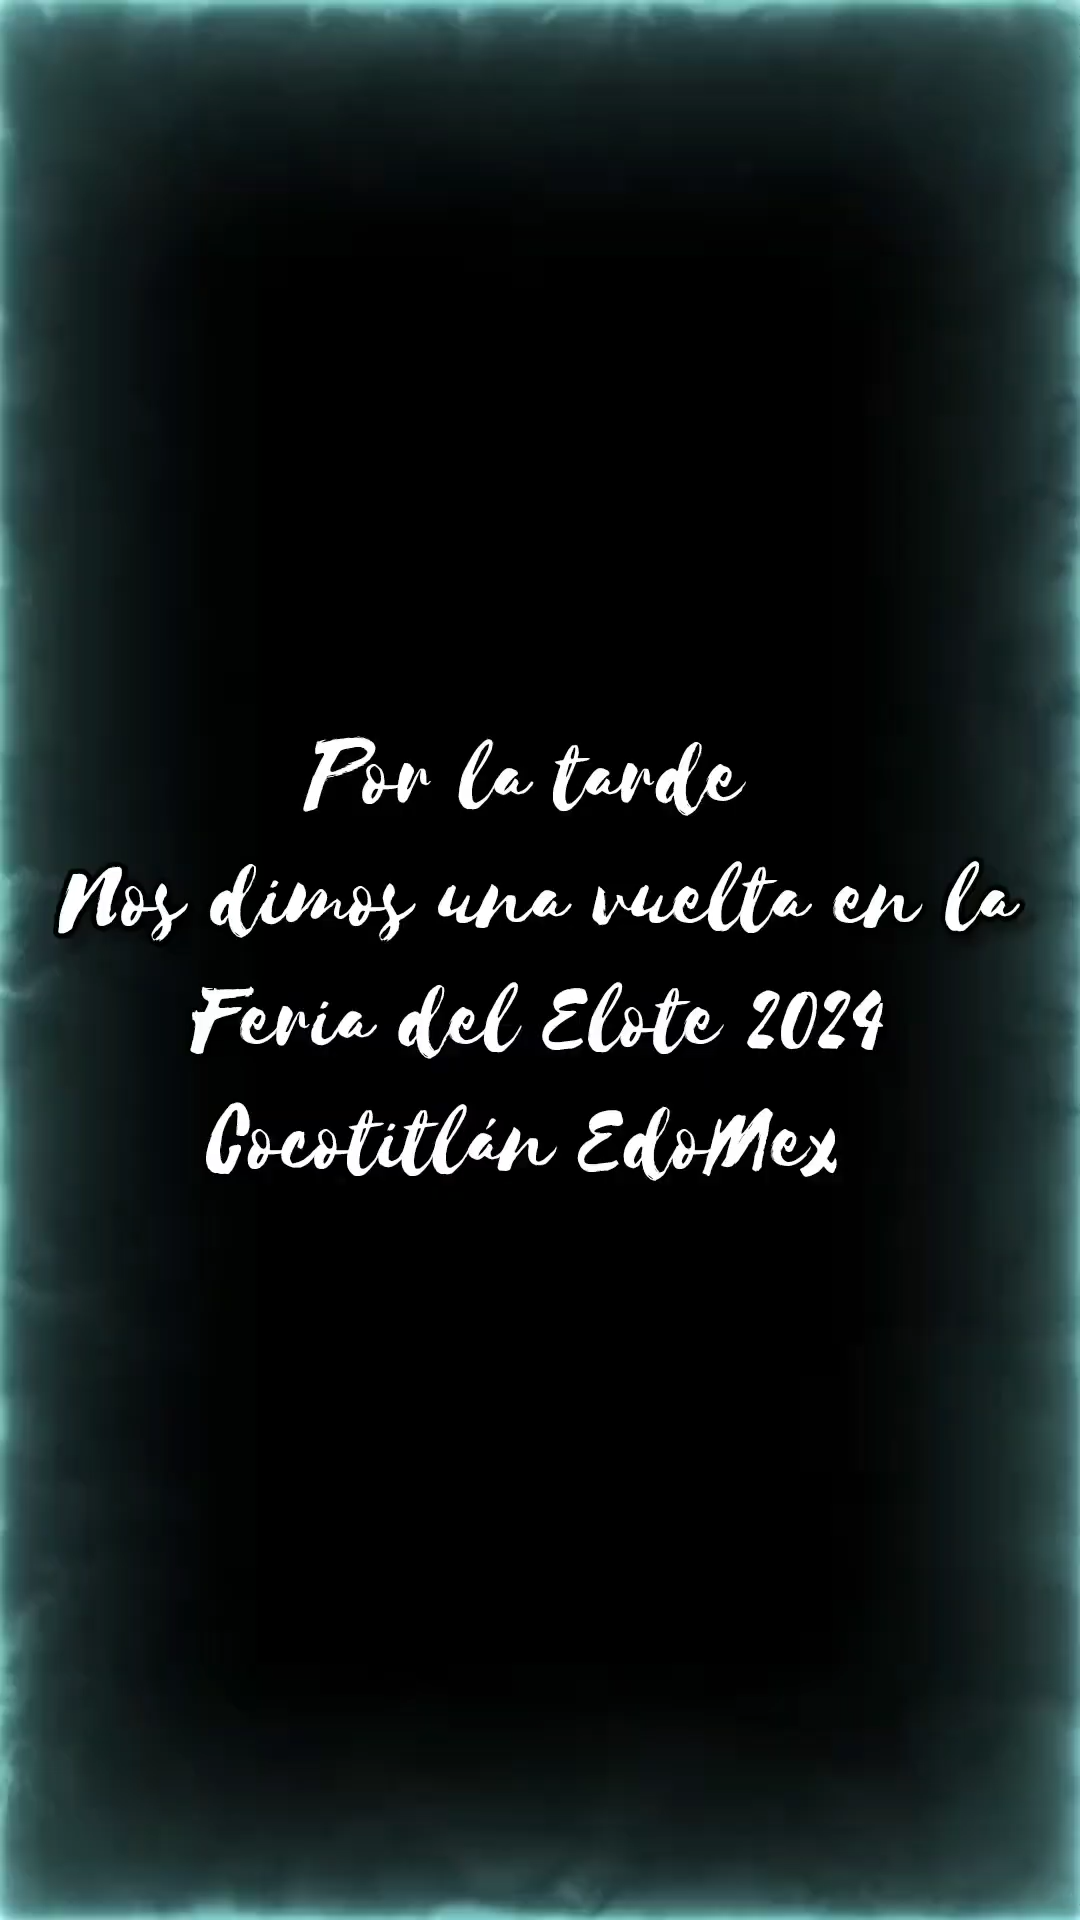 Por la tarde
Nos dimos una vuelta en la
Feria del Elote 2024
Cocotitlán EdoMex